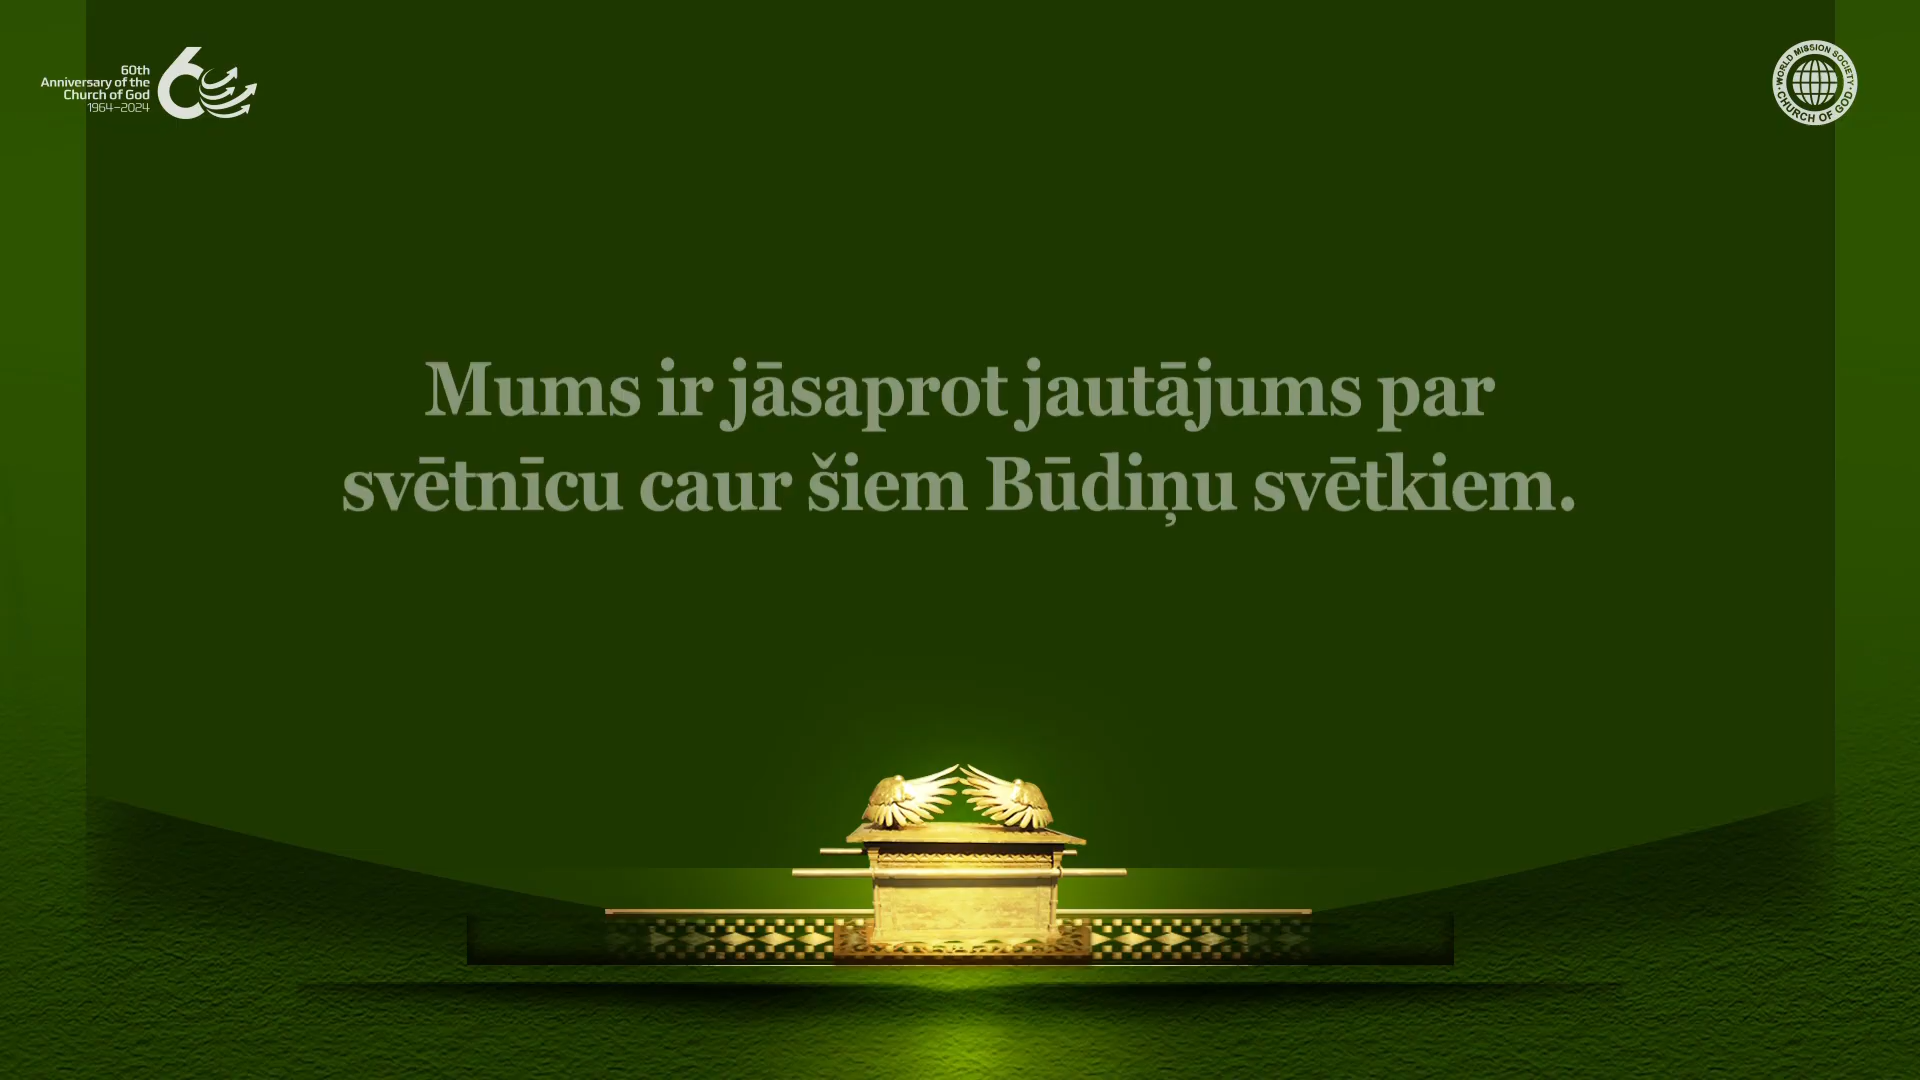 60th
Anniversary of the
Church of God
1964–2024
60
WORLD MISSION SOCIETY
CHURCH OF GOD
Mums ir jāsaprot jautājums par
svētnīcu caur šiem Būdiņu svētkiem.